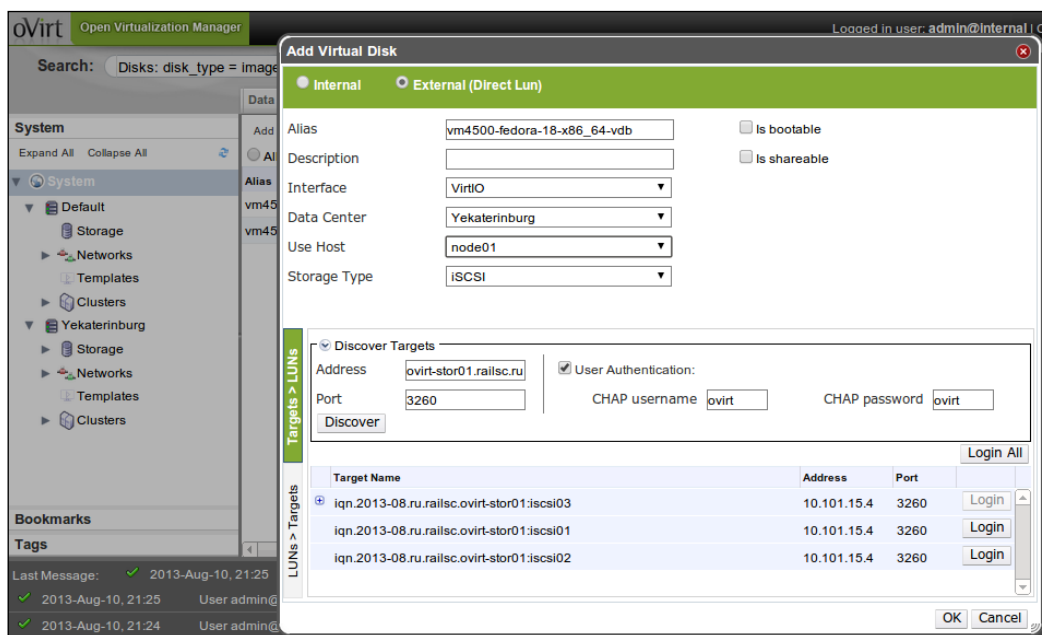 oVirt Open Virtualization Manager
Logged in user: admin@internal |
Search: Disks: disk_type = image
Data
System
Expand All Collapse All
Add
All
Alias
System
Default
vm45
Storage
vm45
Networks
Templates
Clusters
Yekaterinburg
Storage
Networks
Templates
Clusters
Bookmarks
Tags
Last Message: 2013-Aug-10, 21:25
2013-Aug-10, 21:25 User admin@
2013-Aug-10, 21:24 User admin@
Add Virtual Disk
Internal External (Direct Lun)
Alias vm4500-fedora-18-x86_64-vdb Is bootable
Description Is shareable
Interface VirtIO
Data Center Yekaterinburg
Use Host node01
Storage Type iSCSI
Targets > LUNs
LUNs > Targets
Discover Targets
Address ovirt-stor01.railsc.ru User Authentication:
Port 3260 CHAP username ovirt CHAP password ovirt
Discover
Login All
Target Name Address Port
iqn.2013-08.ru.railsc.ovirt-stor01:iscsi03 10.101.15.4 3260 Login
iqn.2013-08.ru.railsc.ovirt-stor01:iscsi01 10.101.15.4 3260 Login
iqn.2013-08.ru.railsc.ovirt-stor01:iscsi02 10.101.15.4 3260 Login
OK Cancel